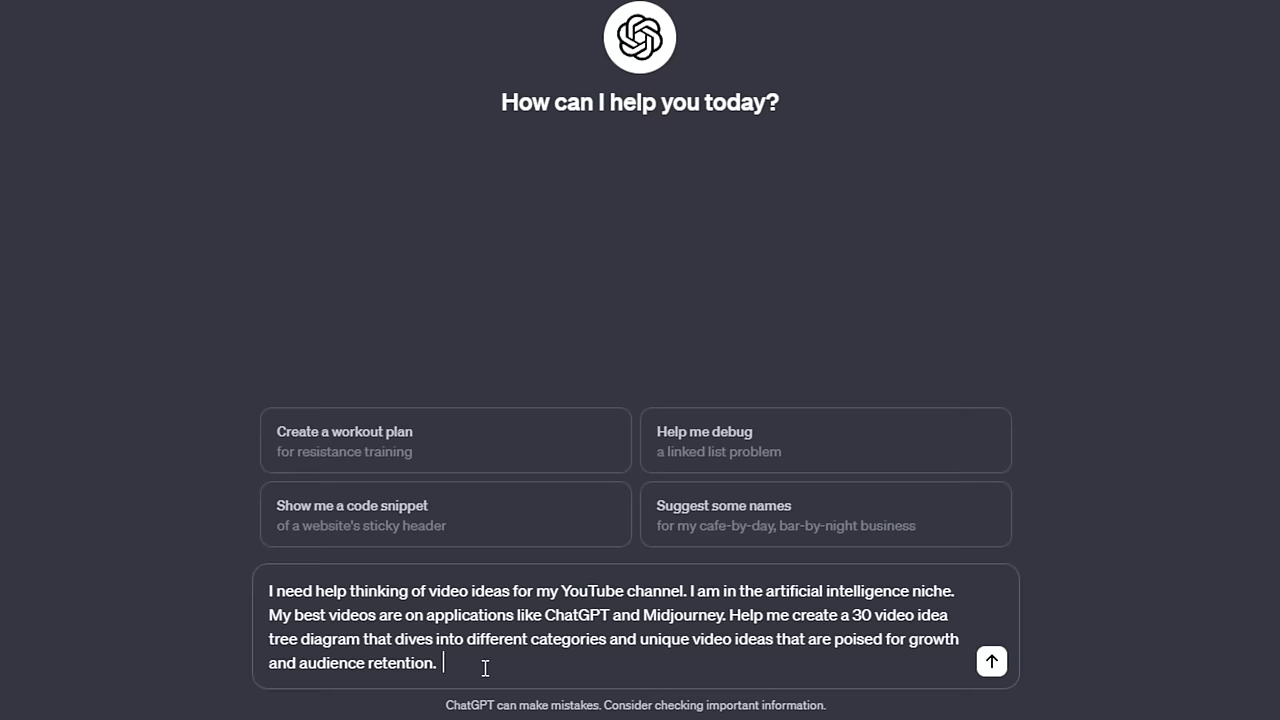 How can I help you today?
Create a workout plan
for resistance training
Help me debug
a linked list problem
Show me a code snippet
of a website's sticky header
Suggest some names
for my cafe-by-day, bar-by-night business
I need help thinking of video ideas for my YouTube channel. I am in the artificial intelligence niche.
My best videos are on applications like ChatGPT and Midjourney. Help me create a 30 video idea
tree diagram that dives into different categories and unique video ideas that are poised for growth
and audience retention.
ChatGPT can make mistakes. Consider checking important information.